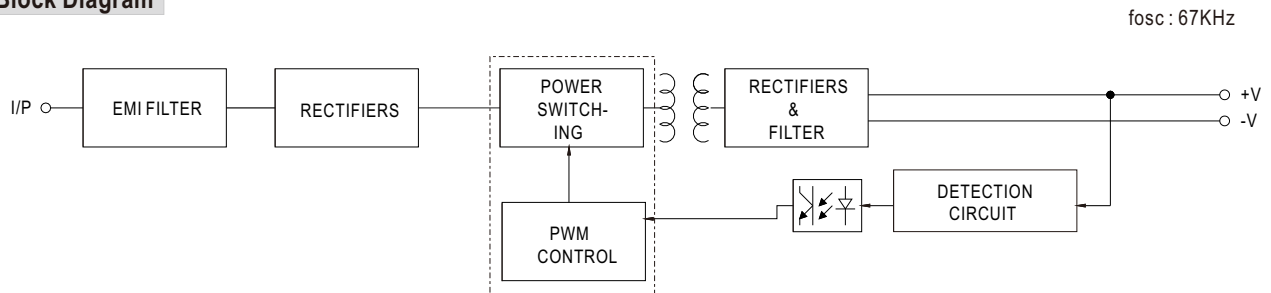 Block Diagram
fosc : 67KHz
I/P
EMI FILTER
RECTIFIERS
POWER
SWITCH-
ING
RECTIFIERS
&
FILTER
+V
-V
DETECTION
CIRCUIT
PWM
CONTROL